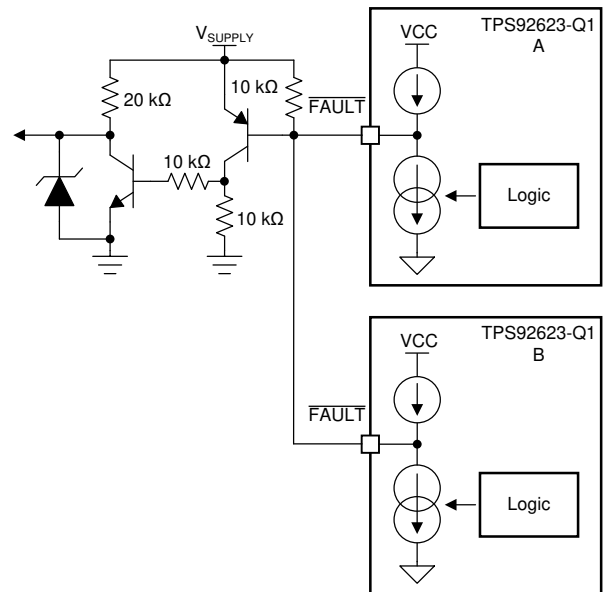 V_SUPPLY
20 kΩ
10 kΩ
10 kΩ
10 kΩ
FAULT
VCC
TPS92623-Q1
A
Logic
FAULT
VCC
TPS92623-Q1
B
Logic